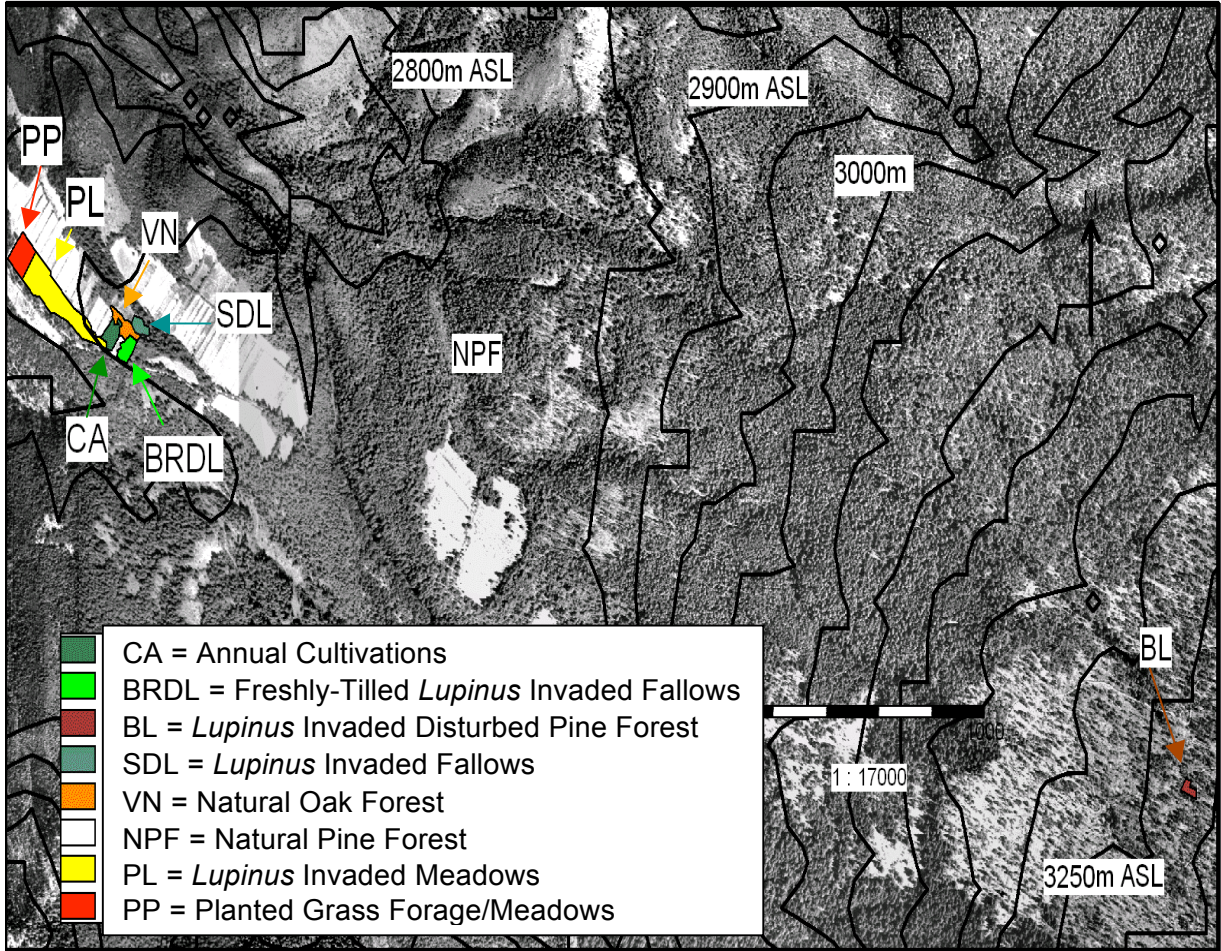 2800m ASL
2900m ASL
3000m
PP
PL
VN
SDL
NPF
CA
BRDL
BL
1000
1 : 17000
3250m ASL
CA = Annual Cultivations
BRDL = Freshly-Tilled Lupinus Invaded Fallows
BL = Lupinus Invaded Disturbed Pine Forest
SDL = Lupinus Invaded Fallows
VN = Natural Oak Forest
NPF = Natural Pine Forest
PL = Lupinus Invaded Meadows
PP = Planted Grass Forage/Meadows